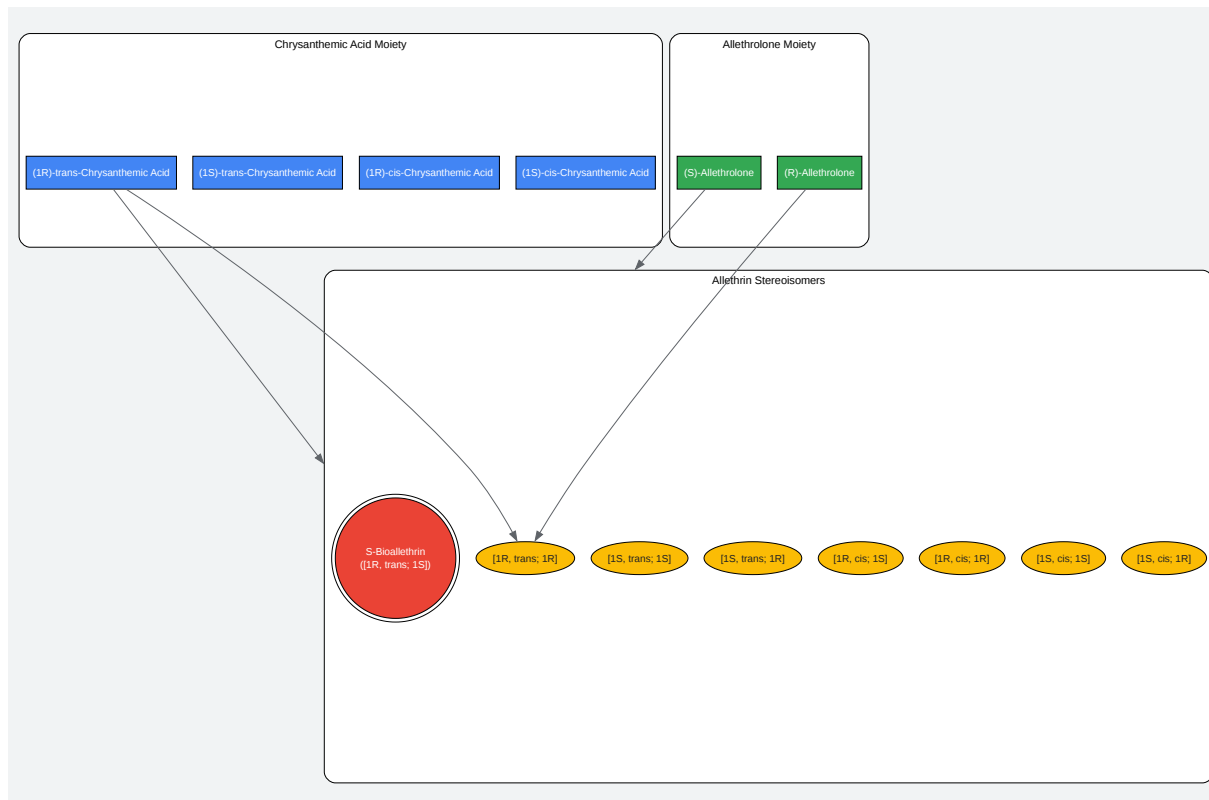 Chrysanthemic Acid Moiety
Allethrolone Moiety
(1R)-trans-Chrysanthemic Acid
(1S)-trans-Chrysanthemic Acid
(1R)-cis-Chrysanthemic Acid
(1S)-cis-Chrysanthemic Acid
(S)-Allethrolone
(R)-Allethrolone
Allethrin Stereoisomers
S-Bioallethrin
([1R, trans; 1S])
[1R, trans; 1R]
[1S, trans; 1S]
[1S, trans; 1R]
[1R, cis; 1S]
[1R, cis; 1R]
[1S, cis; 1S]
[1S, cis; 1R]